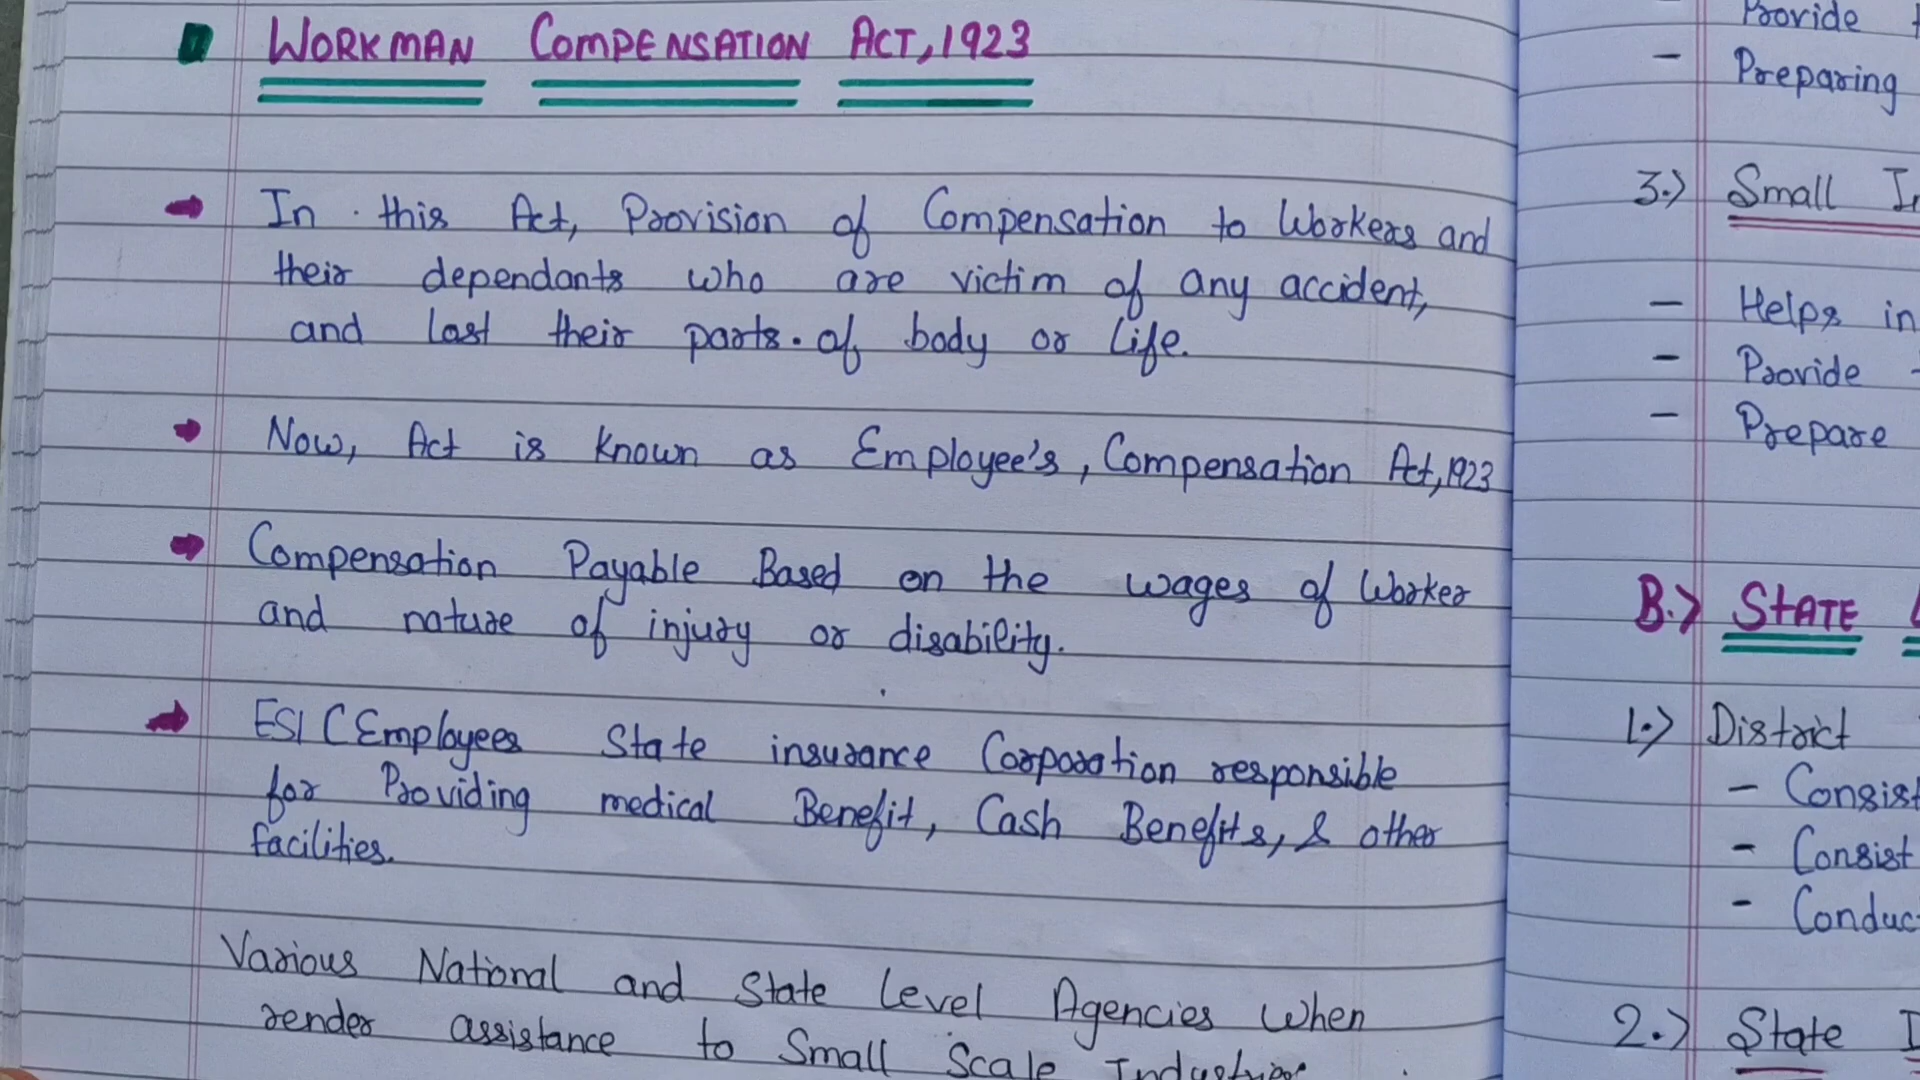 WORKMAN COMPENSATION ACT, 1923
In this Act, Provision of Compensation to Workers and
their dependants who are victim of any accident,
and lost their parts of body or life.
Now, Act is known as Employee's, Compensation Act, 1923
Compensation Payable Based on the wages of Worker
and nature of injury or disability.
ESI (Employees State insurance Corporation responsible
for Providing medical Benefit, Cash Benefits, & other
facilities.
Various National and State Level Agencies When
render assistance to Small Scale Industries
Provide
- Preparing
3.) Small
- Helps in
- Provide
- Prepare
B.) STATE
1.) District
- Consist
- Consist
- Conduc
2.) State